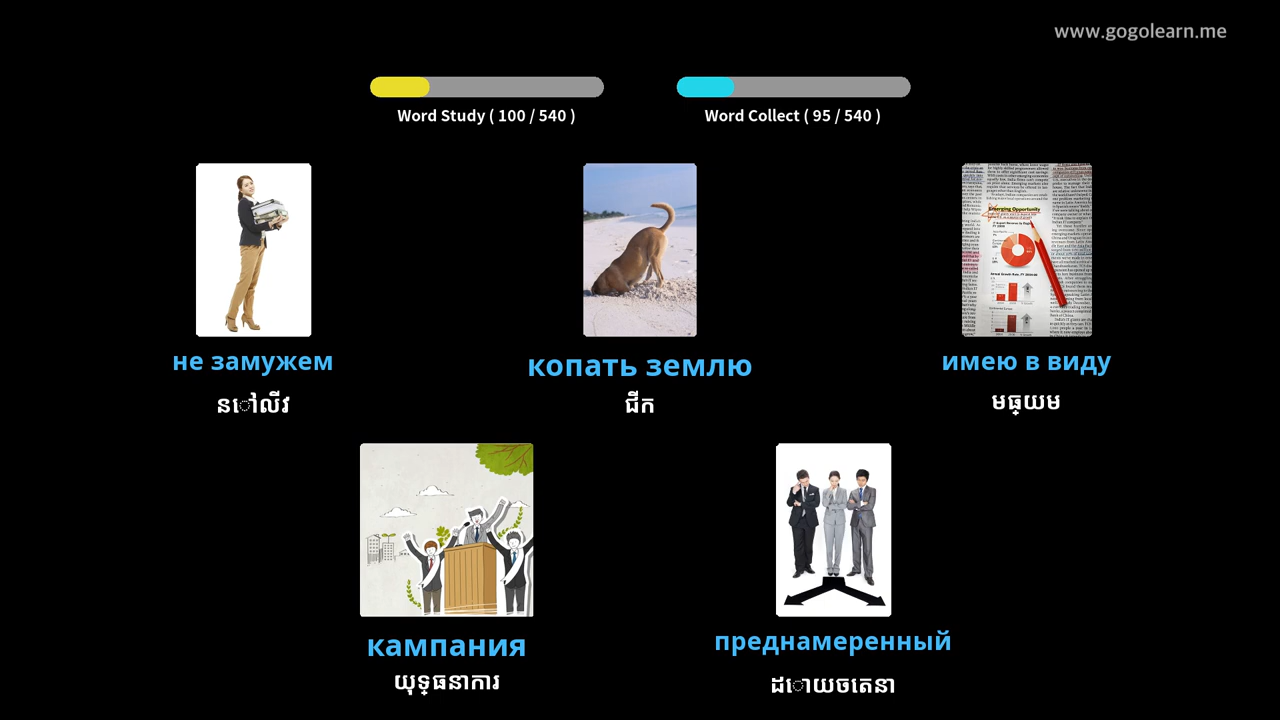 www.gogolearn.me
Word Study ( 100 / 540 )
Word Collect ( 95 / 540 )
не замужем
នៅលីវ
копать землю
ជីក
Emerging Opportunity
имею в виду
មធ្យម
кампания
យុទ្ធនាការ
преднамеренный
ដោយចេតនា